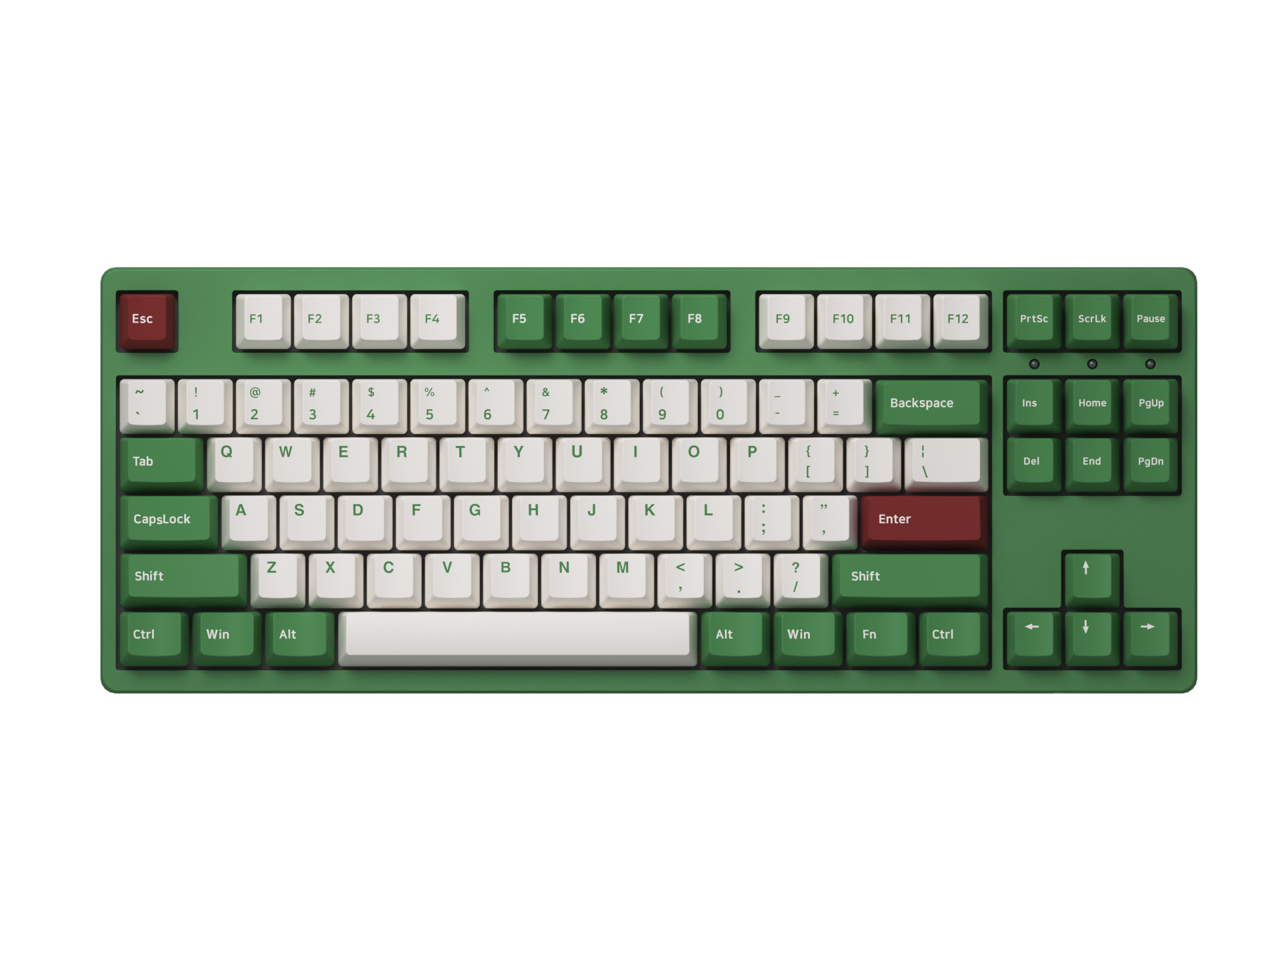 Esc F1 F2 F3 F4 F5 F6 F7 F8 F9 F10 F11 F12 PrtSc ScrLk Pause
~ ! @ # $ % ^ & * ( ) _ +
` 1 2 3 4 5 6 7 8 9 0 - = Backspace Ins Home PgUp
Tab Q W E R T Y U I O P { } ¦
[ ] \ Del End PgDn
CapsLock A S D F G H J K L : ” Enter
; ,
Shift Z X C V B N M < > ? Shift ↑
, . /
Ctrl Win Alt Alt Win Fn Ctrl ← ↓ →